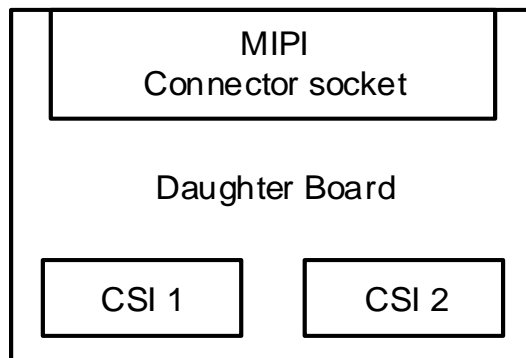 MIPI
Connector socket
Daughter Board
CSI 1
CSI 2